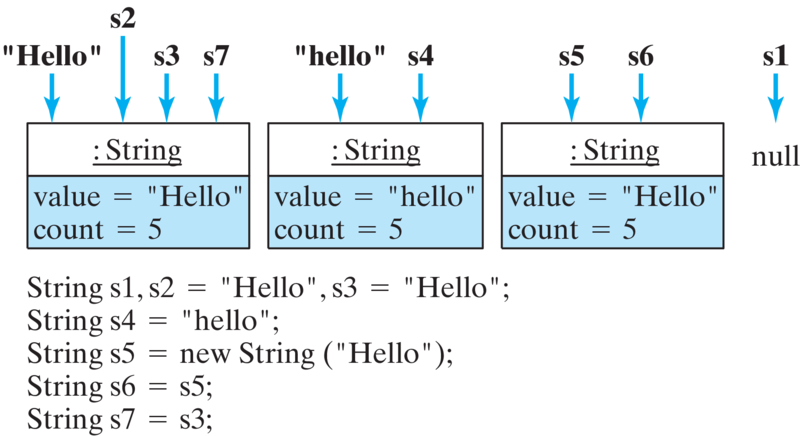 s2
"Hello" s3 s7 "hello" s4 s5 s6 s1
: String : String : String null
value = "Hello" value = "hello" value = "Hello"
count = 5 count = 5 count = 5
String s1, s2 = "Hello", s3 = "Hello";
String s4 = "hello";
String s5 = new String ("Hello");
String s6 = s5;
String s7 = s3;